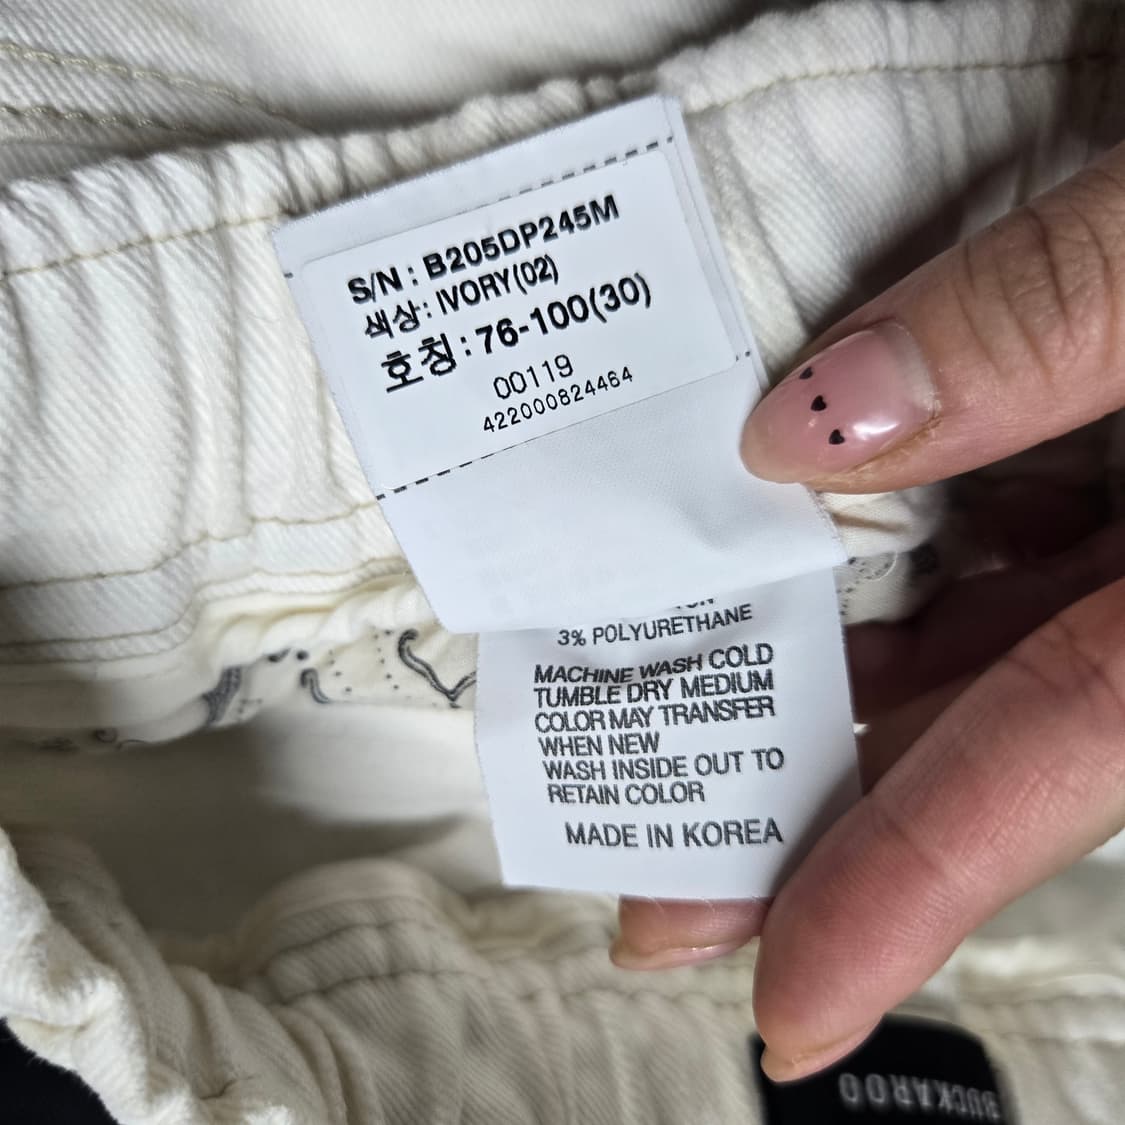 S/N : B205DP245M
색상 : IVORY(02)
호칭 : 76-100(30)
00119
422000824464
3% POLYURETHANE
MACHINE WASH COLD
TUMBLE DRY MEDIUM
COLOR MAY TRANSFER
WHEN NEW
WASH INSIDE OUT TO
RETAIN COLOR
MADE IN KOREA
BUCKAROO